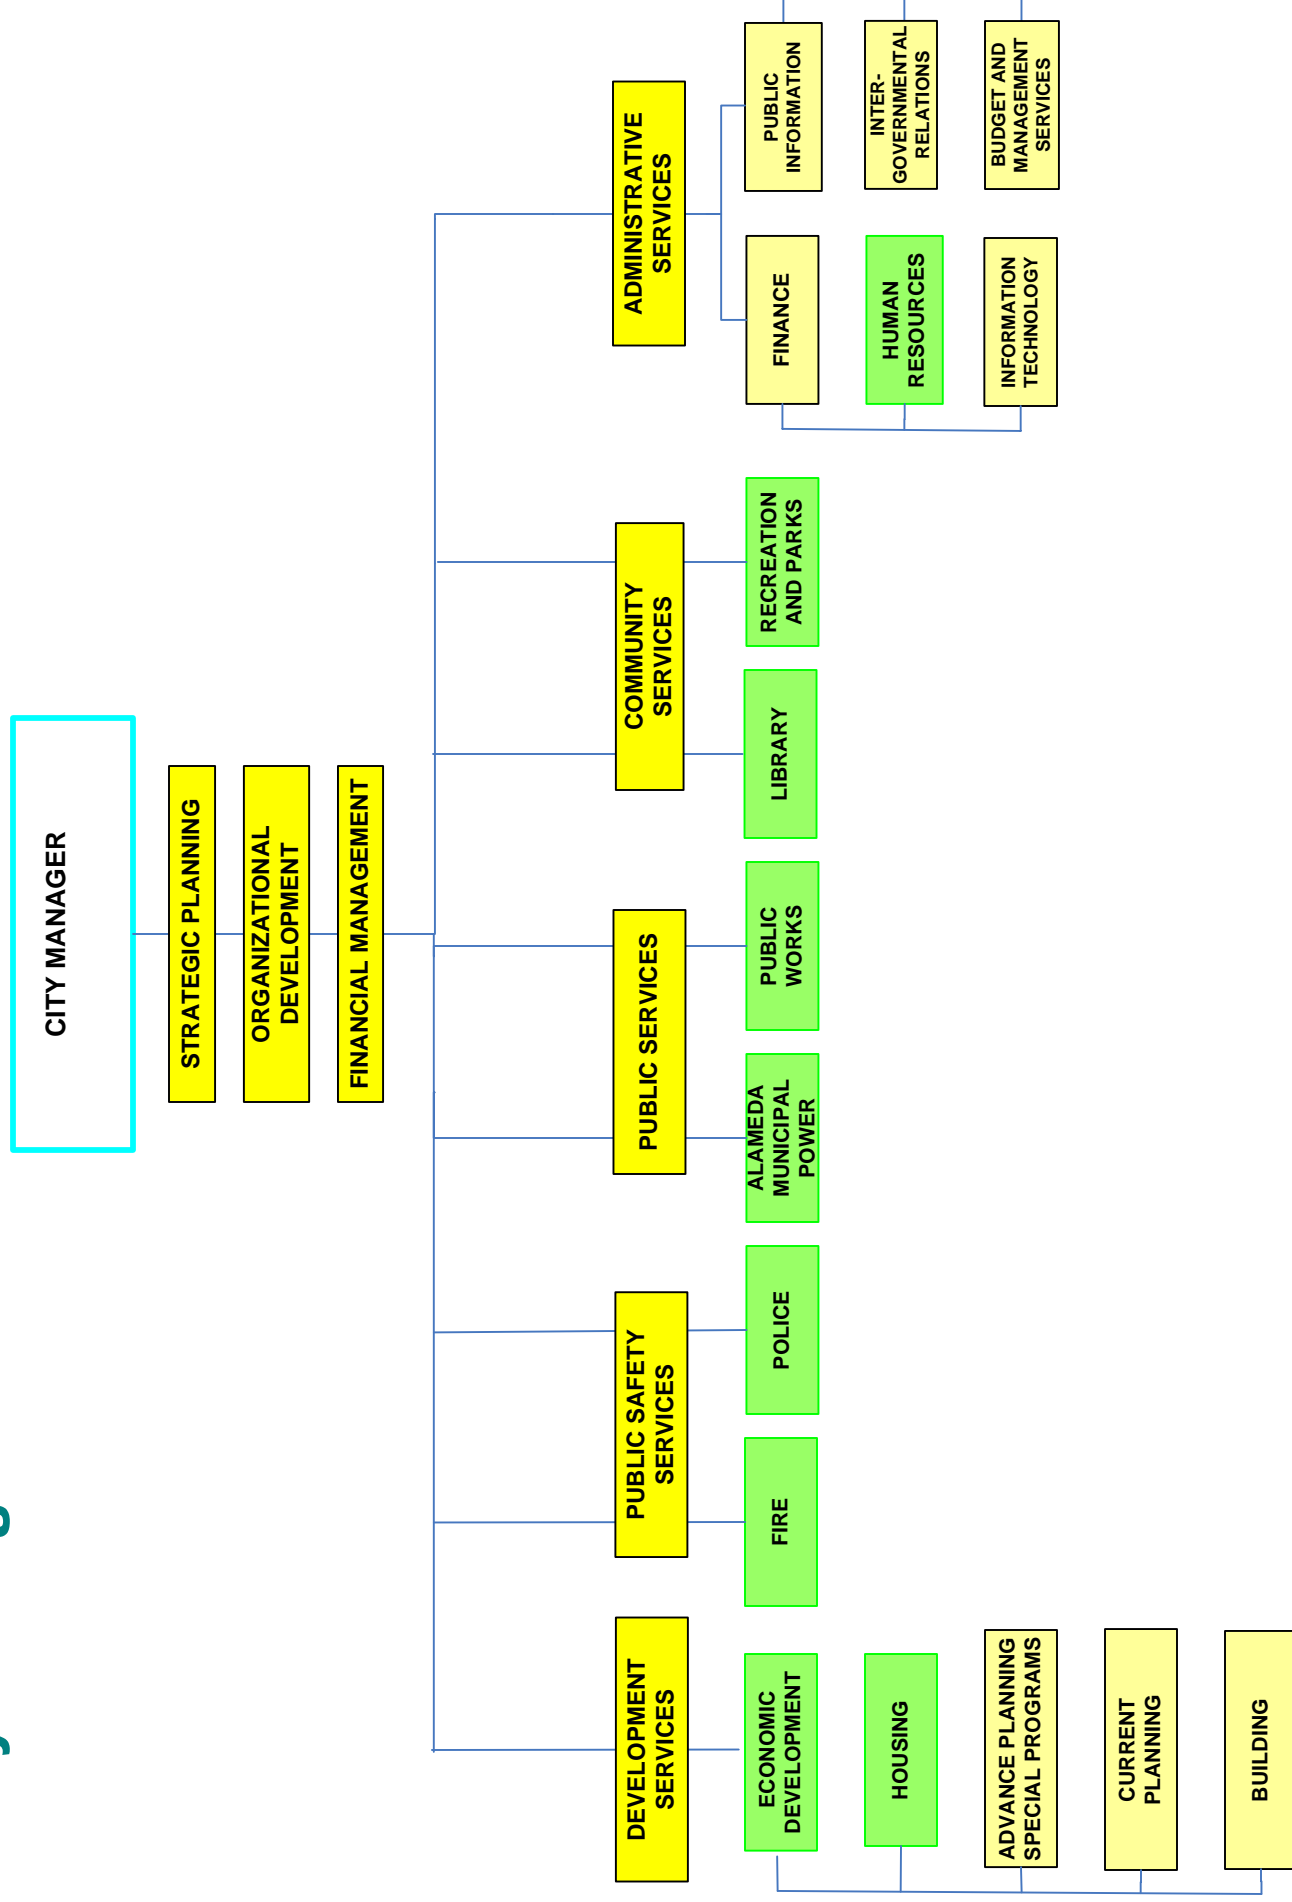 CITY MANAGER
STRATEGIC PLANNING
ORGANIZATIONAL
DEVELOPMENT
FINANCIAL MANAGEMENT
DEVELOPMENT
SERVICES
PUBLIC SAFETY
SERVICES
PUBLIC SERVICES
COMMUNITY
SERVICES
ADMINISTRATIVE
SERVICES
ECONOMIC
DEVELOPMENT
FIRE
POLICE
ALAMEDA
MUNICIPAL
POWER
PUBLIC
WORKS
LIBRARY
RECREATION
AND PARKS
FINANCE
PUBLIC
INFORMATION
HOUSING
HUMAN
RESOURCES
INTER-
GOVERNMENTAL
RELATIONS
ADVANCE PLANNING
SPECIAL PROGRAMS
INFORMATION
TECHNOLOGY
BUDGET AND
MANAGEMENT
SERVICES
CURRENT
PLANNING
BUILDING